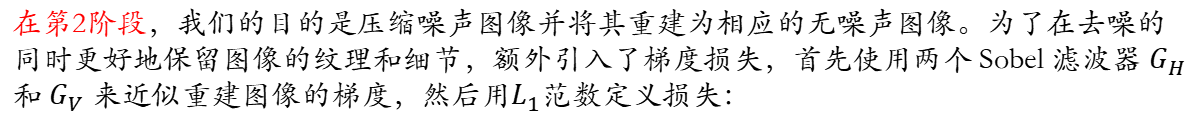 在第2阶段，我们的目的是压缩噪声图像并将其重建为相应的无噪声图像。为了在去噪的
同时更好地保留图像的纹理和细节，额外引入了梯度损失，首先使用两个 Sobel 滤波器 G_H
和 G_V 来近似重建图像的梯度，然后用L_1范数定义损失：